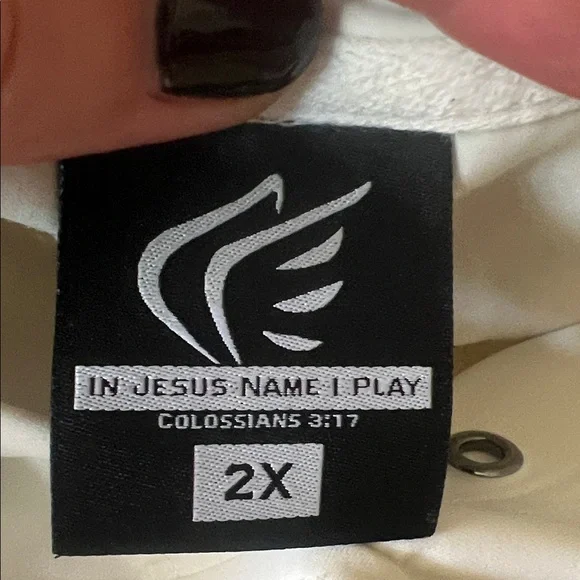 IN JESUS NAME I PLAY
COLOSSIANS 3:17
2X